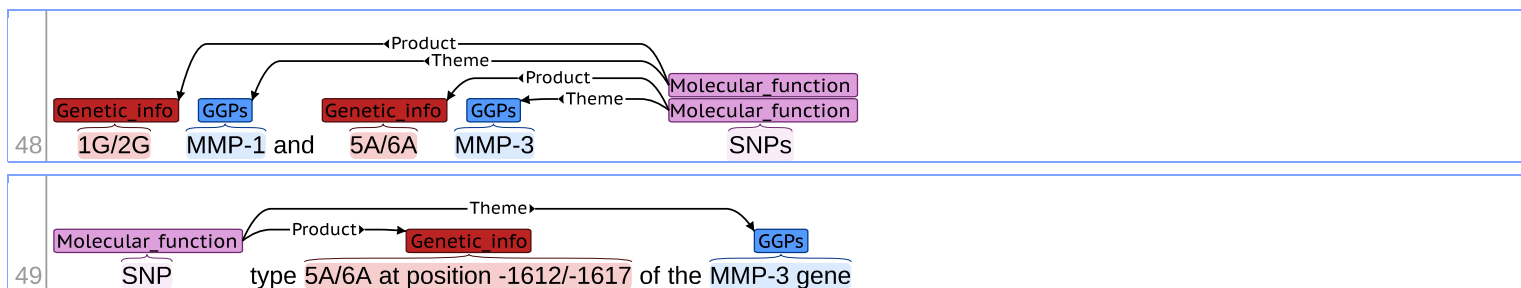 Product
Theme
Product
Molecular_function
Genetic_info GGPs Genetic_info GGPs Theme Molecular_function
48 1G/2G MMP-1 and 5A/6A MMP-3 SNPs
Theme
Product
Molecular_function Genetic_info GGPs
49 SNP type 5A/6A at position -1612/-1617 of the MMP-3 gene